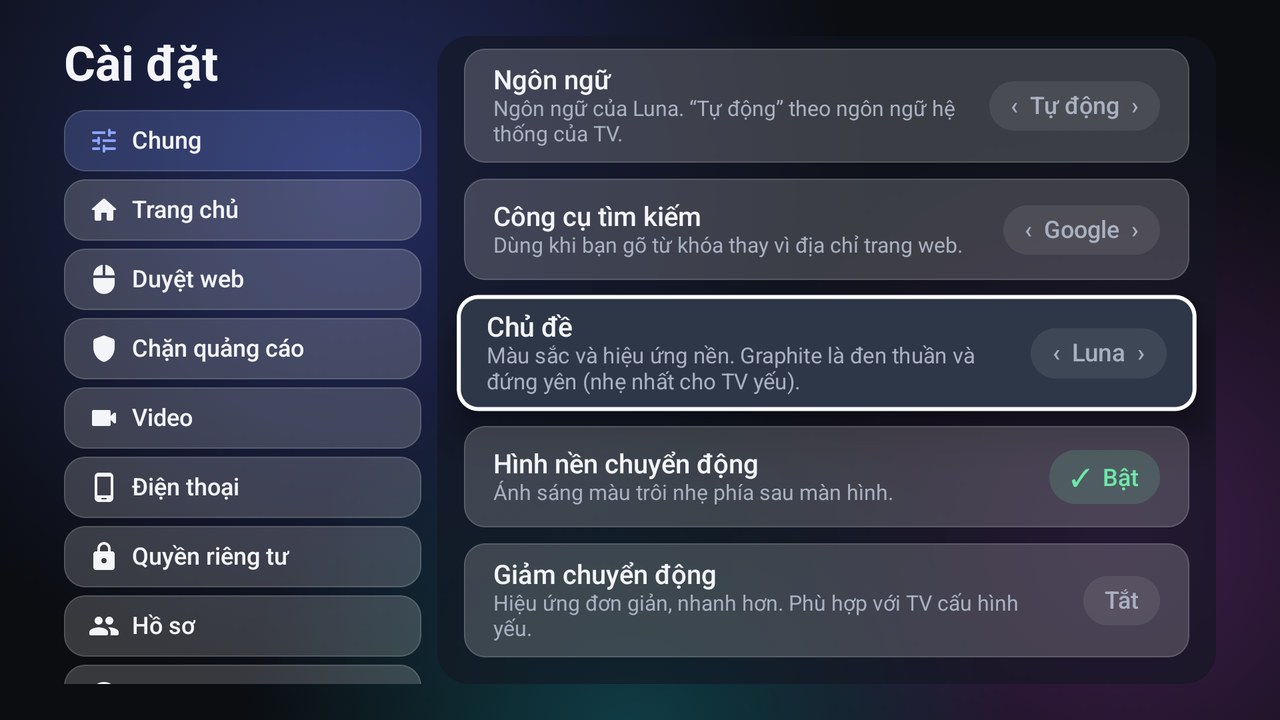 Cài đặt
Chung
Trang chủ
Duyệt web
Chặn quảng cáo
Video
Điện thoại
Quyền riêng tư
Hồ sơ
Ngôn ngữ
Ngôn ngữ của Luna. “Tự động” theo ngôn ngữ hệ
thống của TV.
‹ Tự động ›
Công cụ tìm kiếm
Dùng khi bạn gõ từ khóa thay vì địa chỉ trang web.
‹ Google ›
Chủ đề
Màu sắc và hiệu ứng nền. Graphite là đen thuần và
đứng yên (nhẹ nhất cho TV yếu).
‹ Luna ›
Hình nền chuyển động
Ánh sáng màu trôi nhẹ phía sau màn hình.
✓ Bật
Giảm chuyển động
Hiệu ứng đơn giản, nhanh hơn. Phù hợp với TV cấu hình
yếu.
Tắt